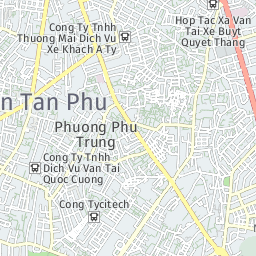 Cong Ty Tnhh
Thuong Mai Dich Vu
Xe Khach A Ty
Hop Tac Xa Van
Tai Xe Buyt
Quyet Thang
n Tan Phu
Phuong Phu
Trung
Cong Ty Tnhh
Dich Vu Van Tai
Quoc Cuong
Cong Tycitech